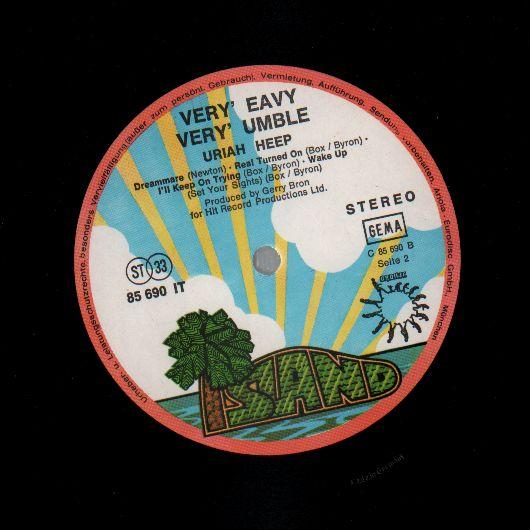 Urheber- u. Leistungsschutzrechte, besonders Vervielfältigung (außer zum persönl. Gebrauch), Vermietung, Aufführung, Sendung vorbehalten. Ariola - Eurodisc GmbH, München
VERY' EAVY
VERY' UMBLE
URIAH HEEP
Dreammare (Newton) · Real Turned On (Box / Byron) ·
I'll Keep On Trying (Box / Byron) · Wake Up
(Set Your Sights) (Box / Byron)
Produced by Gerry Bron
for Hit Record Productions Ltd.
STEREO
GEMA
C 85 690 B
Seite 2
ST 33
85 690 IT
bronze
ISLAND